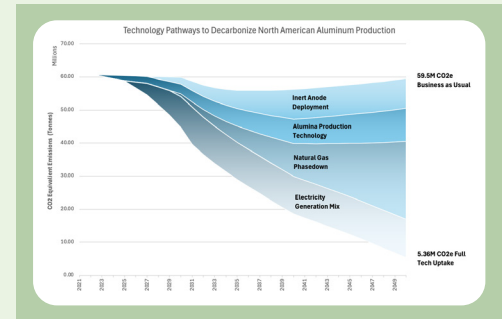 Technology Pathways to Decarbonize North American Aluminum Production
Millions
CO2 Equivalent Emissions (Tonnes)
70.00
60.00
50.00
40.00
30.00
20.00
10.00
0.00
2021
2023
2025
2027
2029
2031
2033
2035
2037
2039
2041
2043
2045
2047
2049
Inert Anode
Deployment
Alumina Production
Technology
Natural Gas
Phasedown
Electricity
Generation Mix
59.5M CO2e
Business as Usual
5.36M CO2e Full
Tech Uptake